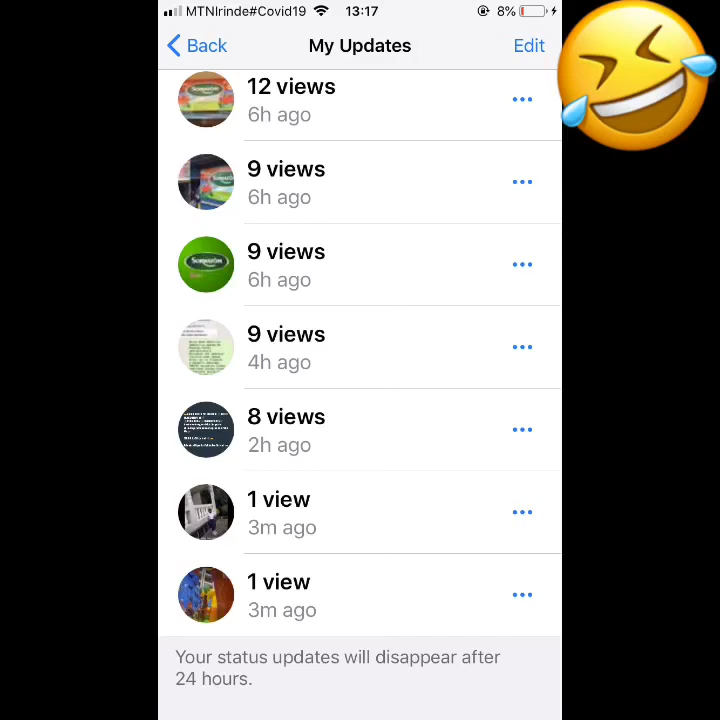 MTNIrinde#Covid19 13:17 8%
Back My Updates Edit
12 views
6h ago
9 views
6h ago
9 views
6h ago
9 views
4h ago
8 views
2h ago
1 view
3m ago
1 view
3m ago
Your status updates will disappear after
24 hours.